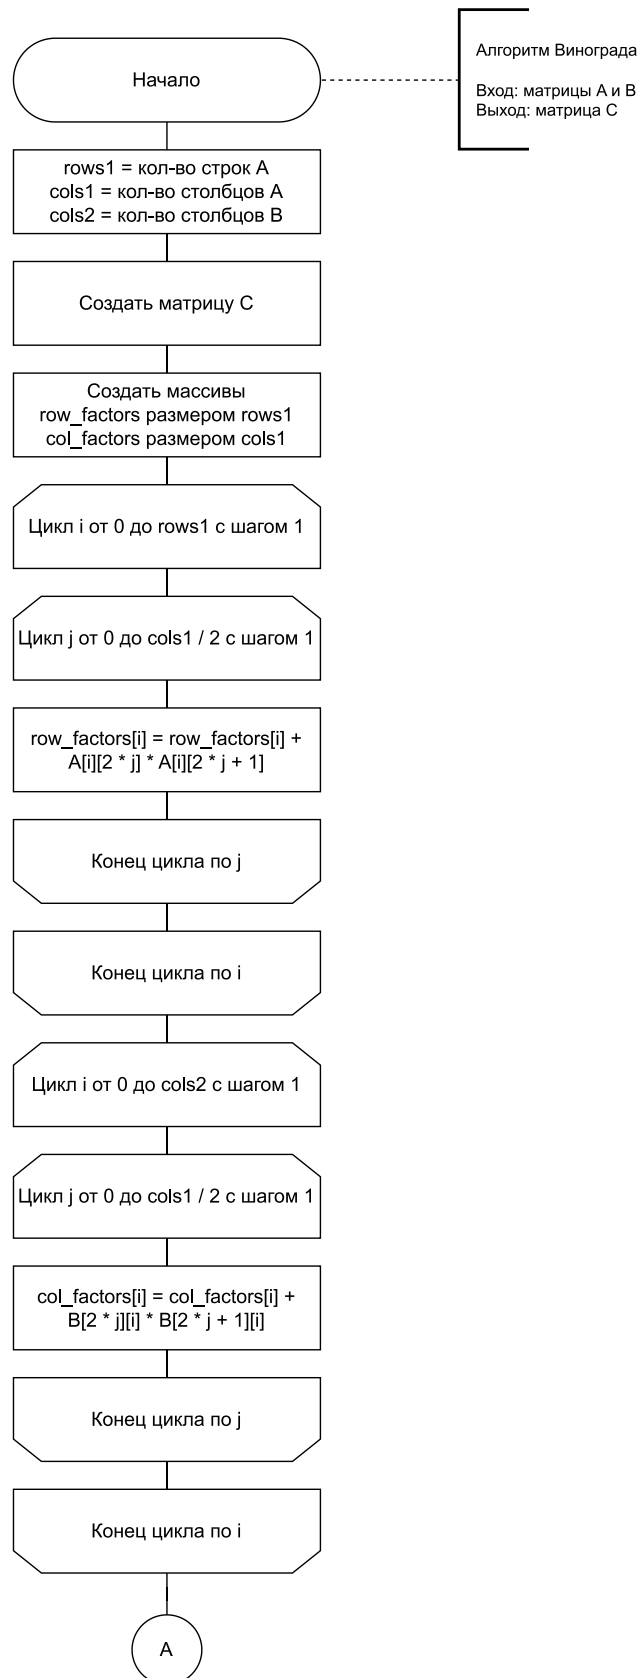 Начало
Алгоритм Винограда
Вход: матрицы A и B
Выход: матрица C
rows1 = кол-во строк A
cols1 = кол-во столбцов A
cols2 = кол-во столбцов B
Создать матрицу C
Создать массивы
row_factors размером rows1
col_factors размером cols1
Цикл i от 0 до rows1 с шагом 1
Цикл j от 0 до cols1 / 2 с шагом 1
row_factors[i] = row_factors[i] +
A[i][2 * j] * A[i][2 * j + 1]
Конец цикла по j
Конец цикла по i
Цикл i от 0 до cols2 с шагом 1
Цикл j от 0 до cols1 / 2 с шагом 1
col_factors[i] = col_factors[i] +
B[2 * j][i] * B[2 * j + 1][i]
Конец цикла по j
Конец цикла по i
A